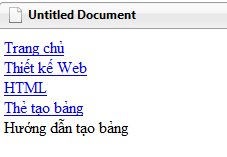 Untitled Document
Trang chủ
Thiết kế Web
HTML
Thẻ tạo bảng
Hướng dẫn tạo bảng